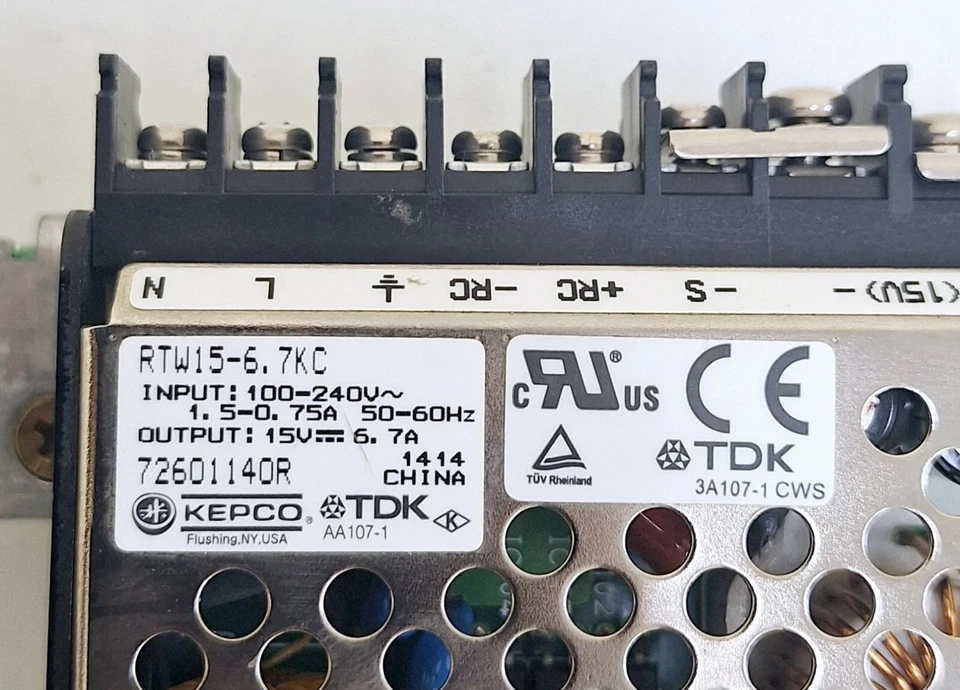 N L -RC +RC -S - (15V)
RTW15-6.7KC
INPUT: 100-240V~
1.5-0.75A 50-60Hz
OUTPUT: 15V⎓ 6.7A
1414
72601140R CHINA
KEPCO®
Flushing,NY,USA
TDK
AA107-1
K
C RU® US
CE
TÜV Rheinland
TDK
3A107-1 CWS